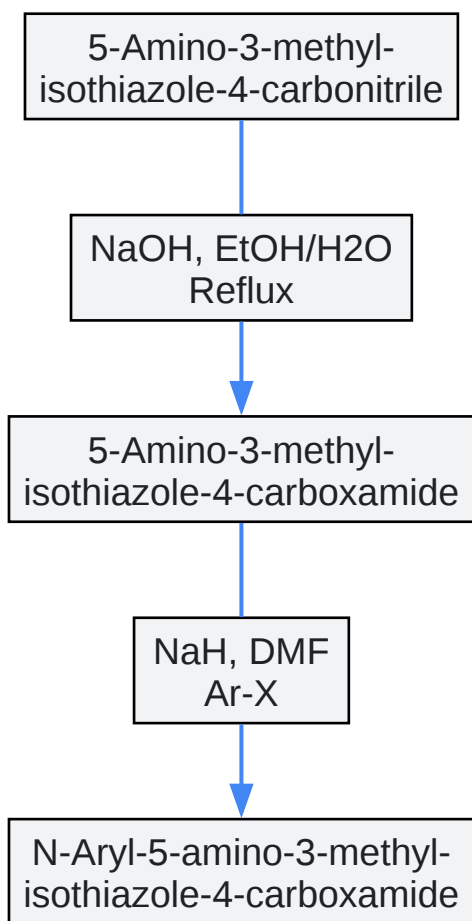 5-Amino-3-methyl-
isothiazole-4-carbonitrile
NaOH, EtOH/H2O
Reflux
5-Amino-3-methyl-
isothiazole-4-carboxamide
NaH, DMF
Ar-X
N-Aryl-5-amino-3-methyl-
isothiazole-4-carboxamide